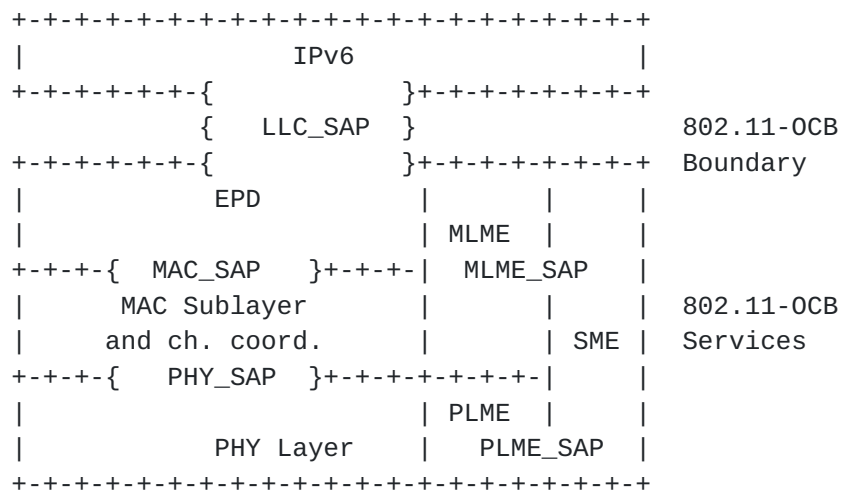 +-+-+-+-+-+-+-+-+-+-+-+-+-+-+-+-+-+-+-+-+
|                 IPv6                  |
+-+-+-+-+-+-{            }+-+-+-+-+-+-+-+
            {   LLC_SAP  }                 802.11-OCB
+-+-+-+-+-+-{            }+-+-+-+-+-+-+-+  Boundary
|            EPD          |       |     |
|                         | MLME  |     |
+-+-+-{  MAC_SAP   }+-+-+-|  MLME_SAP   |
|      MAC Sublayer       |       |     |  802.11-OCB
|     and ch. coord.      |       | SME |  Services
+-+-+-{   PHY_SAP  }+-+-+-+-+-+-+-|     |
|                         | PLME  |     |
|            PHY Layer    |   PLME_SAP  |
+-+-+-+-+-+-+-+-+-+-+-+-+-+-+-+-+-+-+-+-+